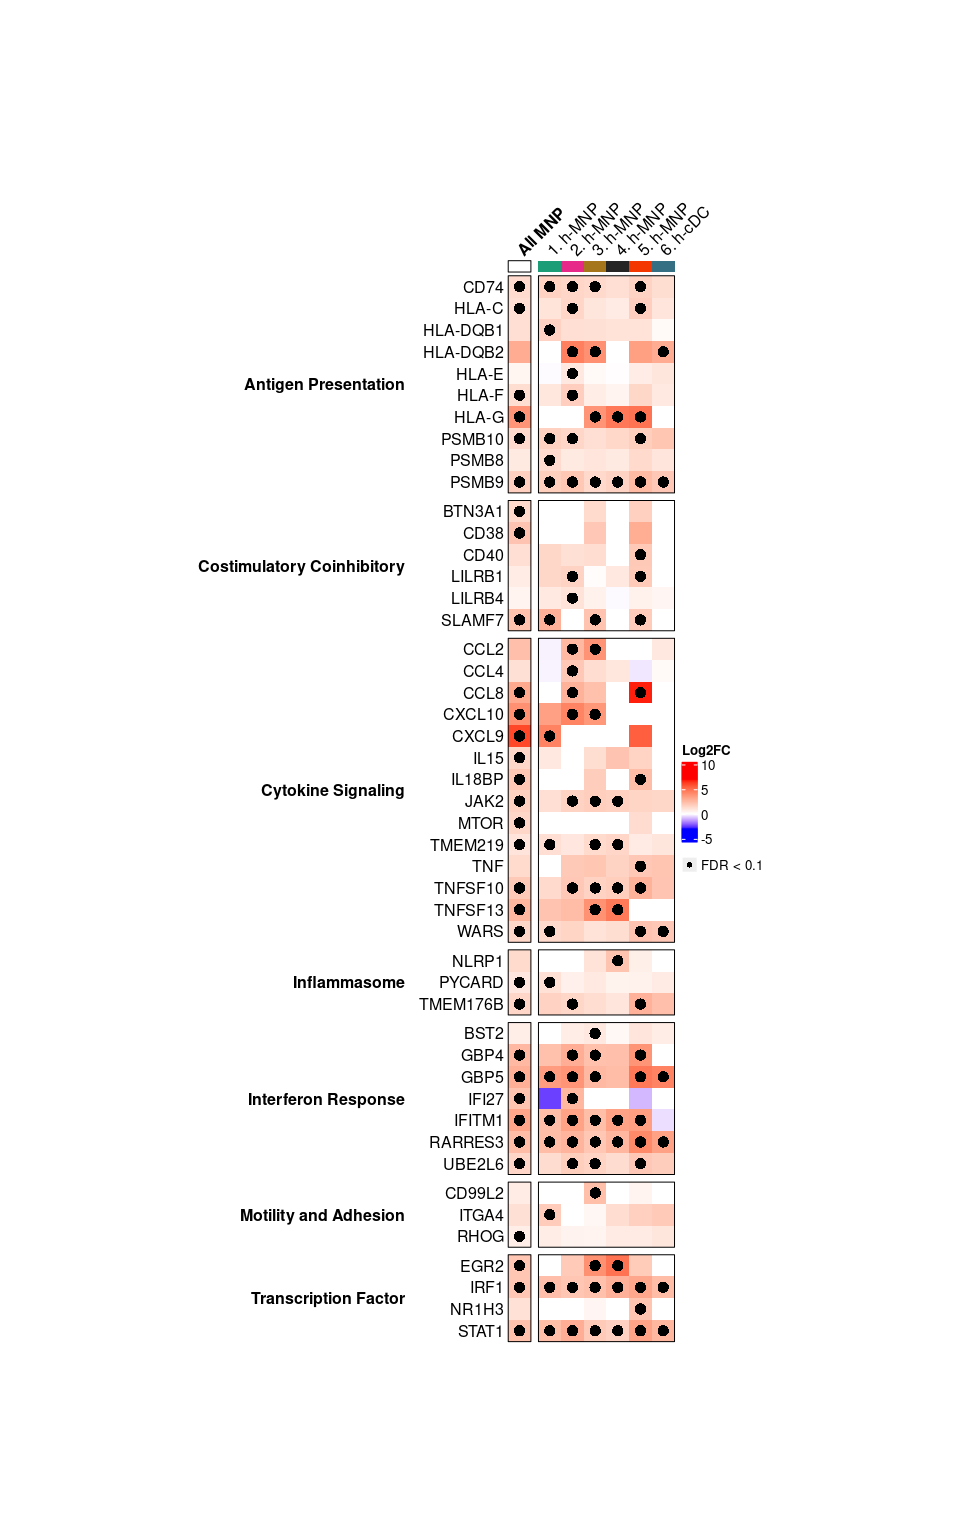 All MNP
1. h-MNP
2. h-MNP
3. h-MNP
4. h-MNP
5. h-MNP
6. h-cDC
Antigen Presentation
CD74
HLA-C
HLA-DQB1
HLA-DQB2
HLA-E
HLA-F
HLA-G
PSMB10
PSMB8
PSMB9
Costimulatory Coinhibitory
BTN3A1
CD38
CD40
LILRB1
LILRB4
SLAMF7
Cytokine Signaling
CCL2
CCL4
CCL8
CXCL10
CXCL9
IL15
IL18BP
JAK2
MTOR
TMEM219
TNF
TNFSF10
TNFSF13
WARS
Inflammasome
NLRP1
PYCARD
TMEM176B
Interferon Response
BST2
GBP4
GBP5
IFI27
IFITM1
RARRES3
UBE2L6
Motility and Adhesion
CD99L2
ITGA4
RHOG
Transcription Factor
EGR2
IRF1
NR1H3
STAT1
Log2FC
10
5
0
-5
FDR < 0.1